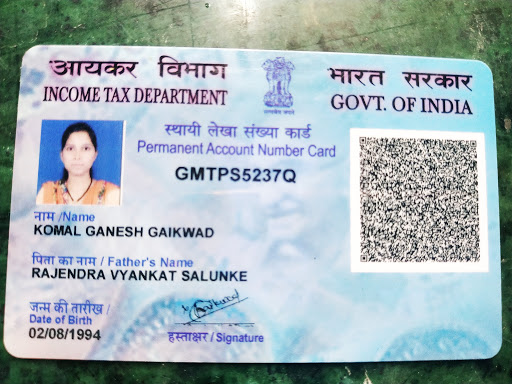 आयकर विभाग
INCOME TAX DEPARTMENT
भारत सरकार
GOVT. OF INDIA
स्थायी लेखा संख्या कार्ड
Permanent Account Number Card
GMTPS5237Q
नाम /Name
KOMAL GANESH GAIKWAD
पिता का नाम / Father's Name
RAJENDRA VYANKAT SALUNKE
जन्म की तारीख /
Date of Birth
02/08/1994
हस्ताक्षर / Signature